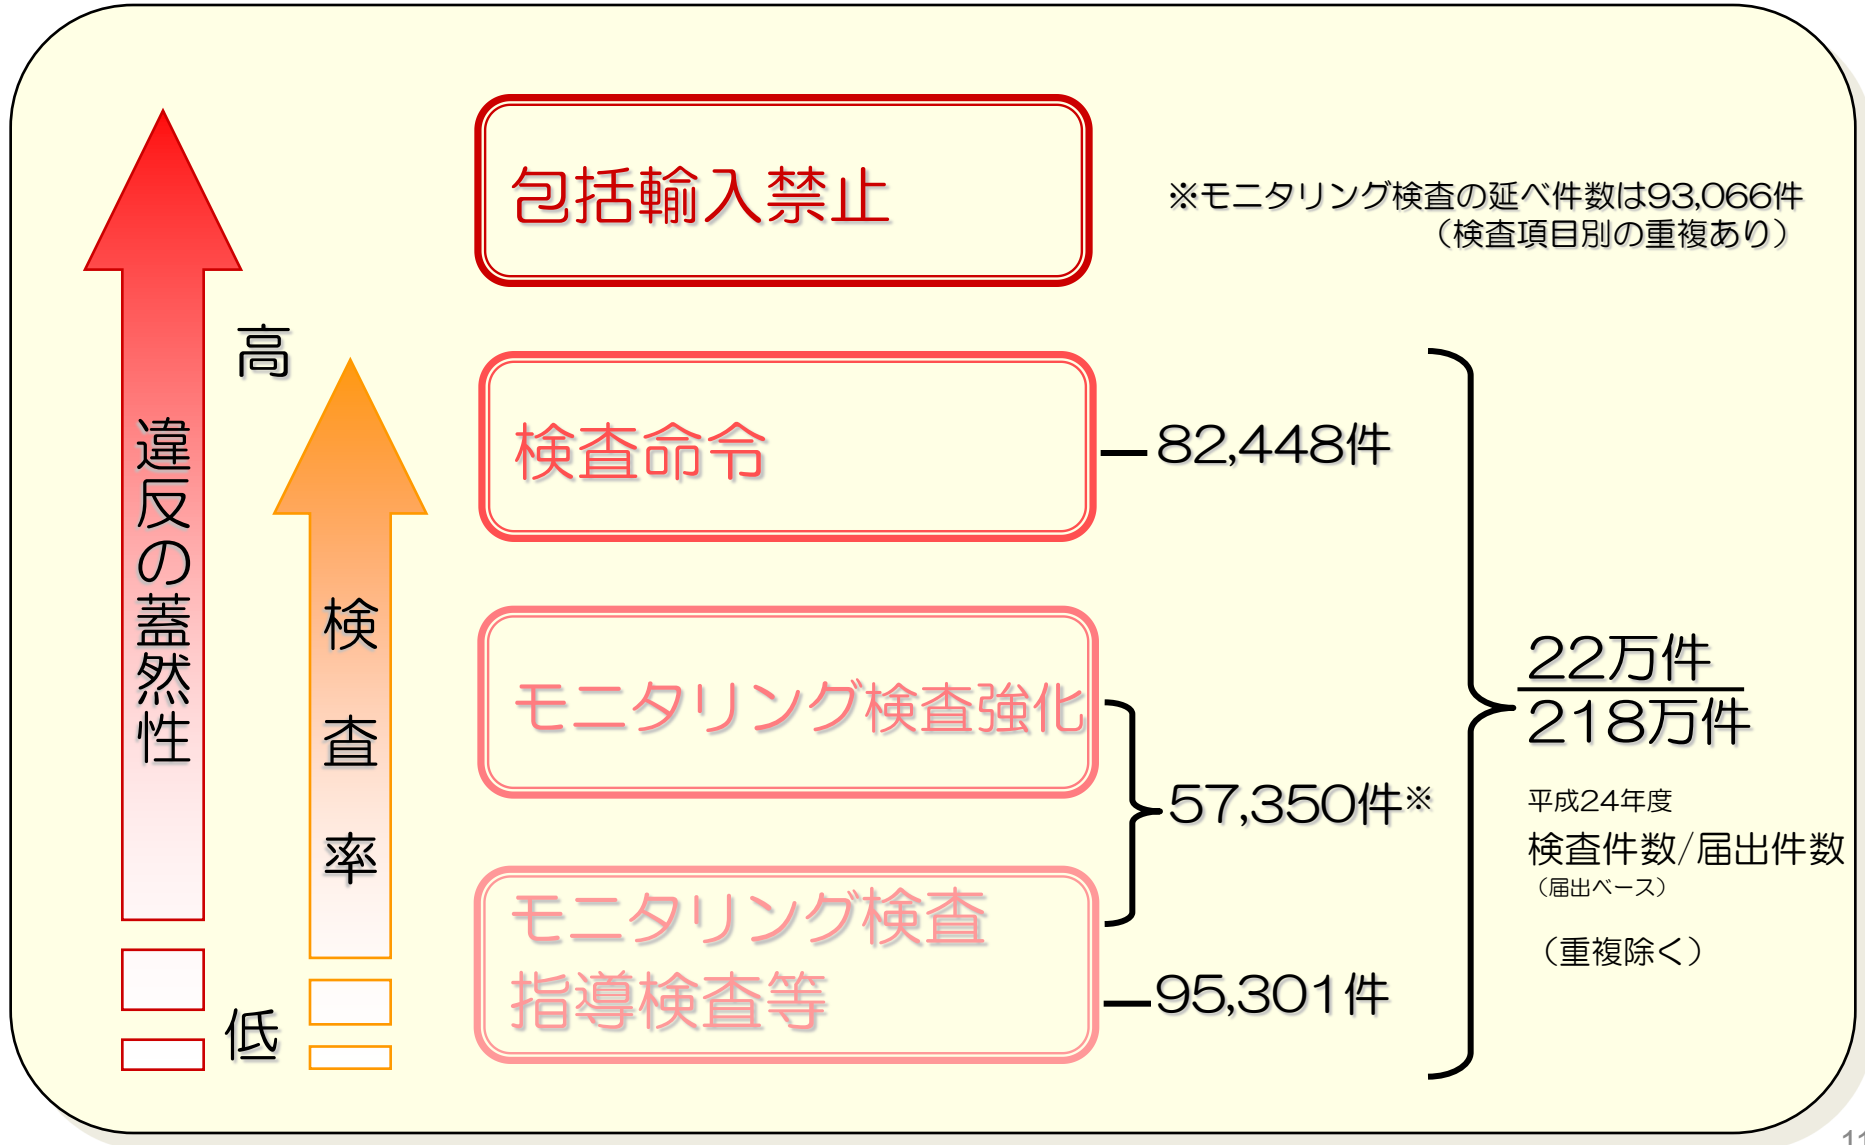 包括輸入禁止
※モニタリング検査の延べ件数は93,066件
（検査項目別の重複あり）
高
違反の蓋然性
検査率
検査命令
82,448件
モニタリング検査強化
57,350件※
モニタリング検査
指導検査等
95,301件
低
22万件
218万件
平成24年度
検査件数/届出件数
（届出ベース）
（重複除く）